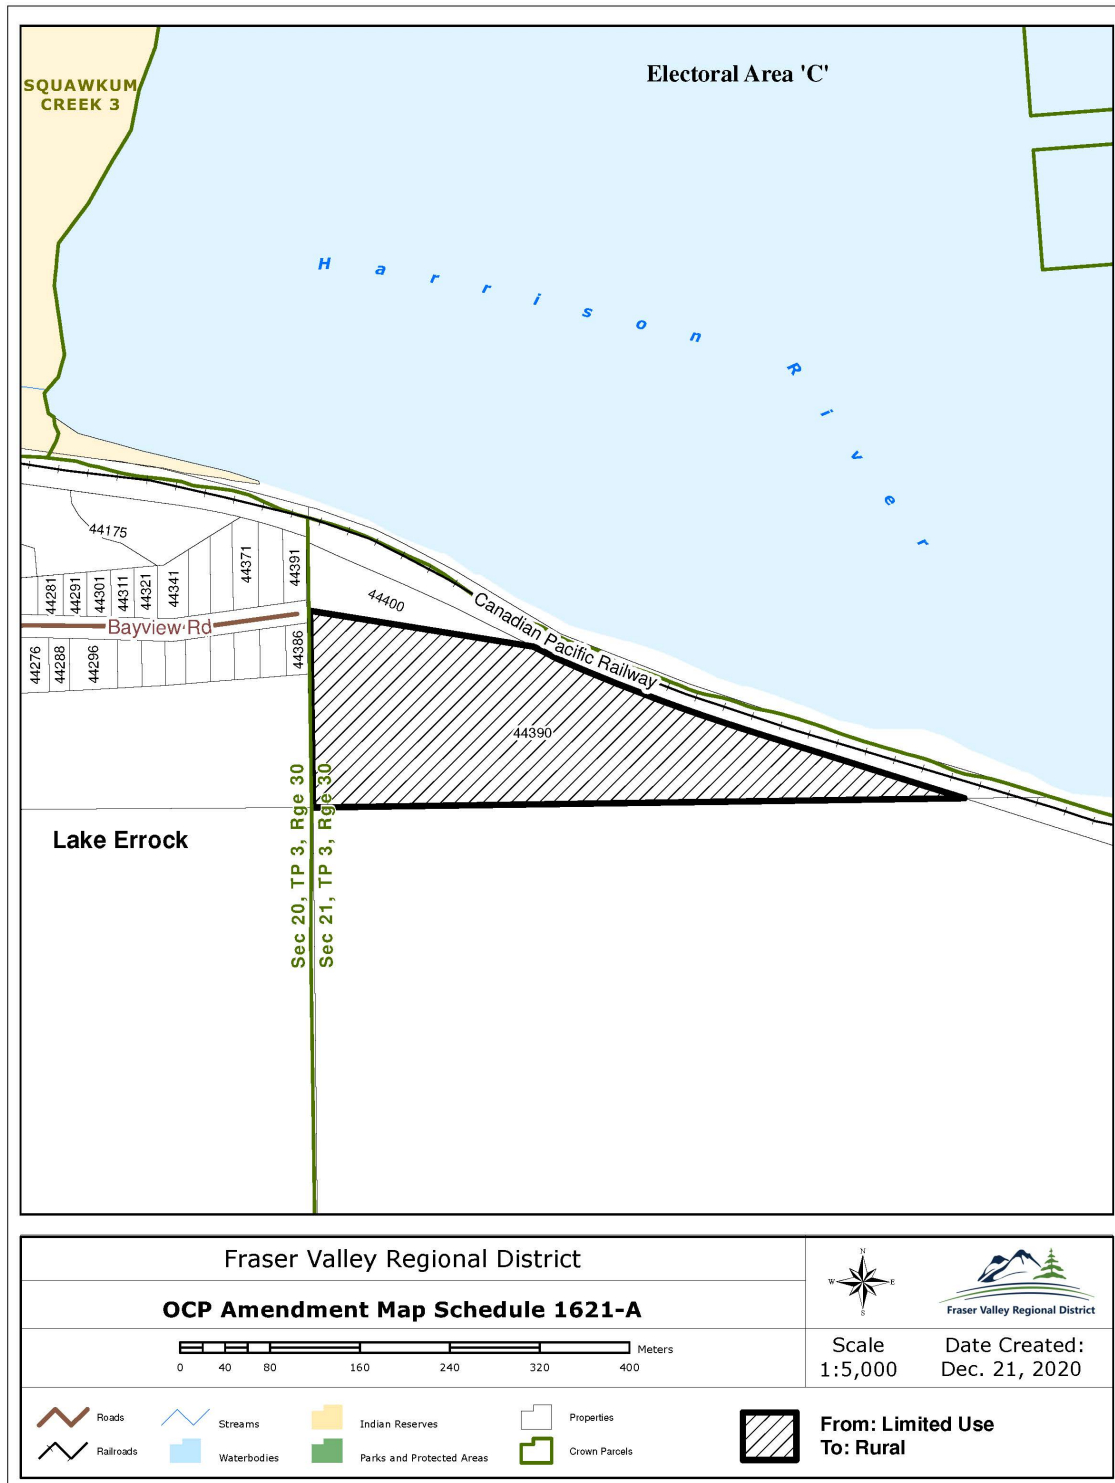 Electoral Area 'C'
SQUAWKUM
CREEK 3
Harrison River
44175
44281
44291
44301
44311
44321
44341
44371
44391
44400
Canadian Pacific Railway
Bayview Rd
44276
44288
44296
44386
44390
Lake Errock
Sec 20, TP 3, Rge 30
Sec 21, TP 3, Rge 30
Fraser Valley Regional District
OCP Amendment Map Schedule 1621-A
Meters
0 40 80 160 240 320 400
N
W E
S
Fraser Valley Regional District
Scale
1:5,000
Date Created:
Dec. 21, 2020
Roads
Streams
Indian Reserves
Properties
Railroads
Waterbodies
Parks and Protected Areas
Crown Parcels
From: Limited Use
To: Rural